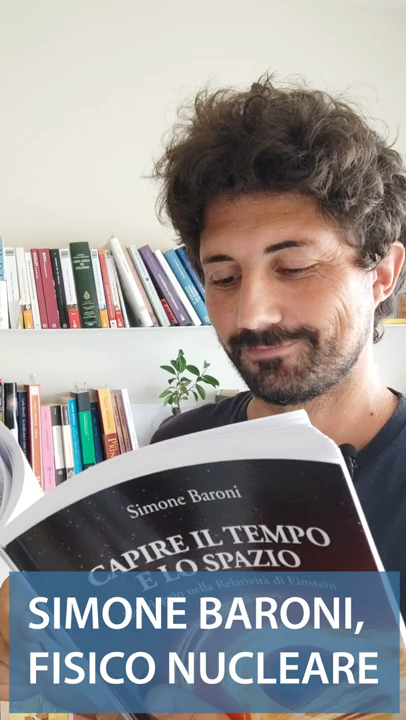 Simone Baroni
CAPIRE IL TEMPO
E LO SPAZIO
nella Relatività di Einstein
SIMONE BARONI,
FISICO NUCLEARE